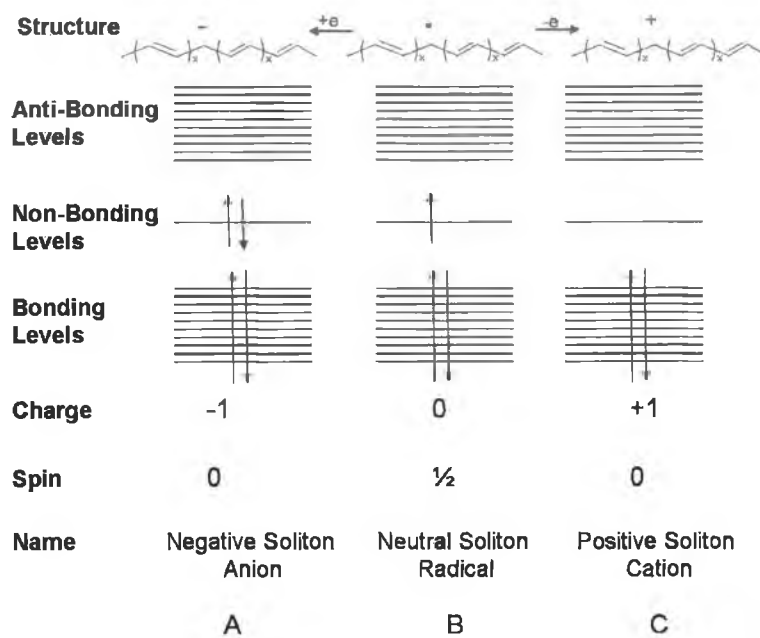 Structure - +e • -e +
x x x x z x
Anti-Bonding
Levels
Non-Bonding
Levels
Bonding
Levels
Charge -1 0 +1
Spin 0 ½ 0
Name Negative Soliton Neutral Soliton Positive Soliton
Anion Radical Cation
A B C